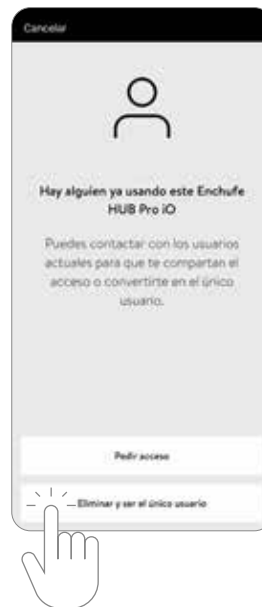 Cancelar
Hay alguien ya usando este Enchufe
HUB Pro iO
Puedes contactar con los usuarios
actuales para que te compartan el
acceso o convertirte en el único
usuario.
Pedir acceso
Eliminar y ser el único usuario